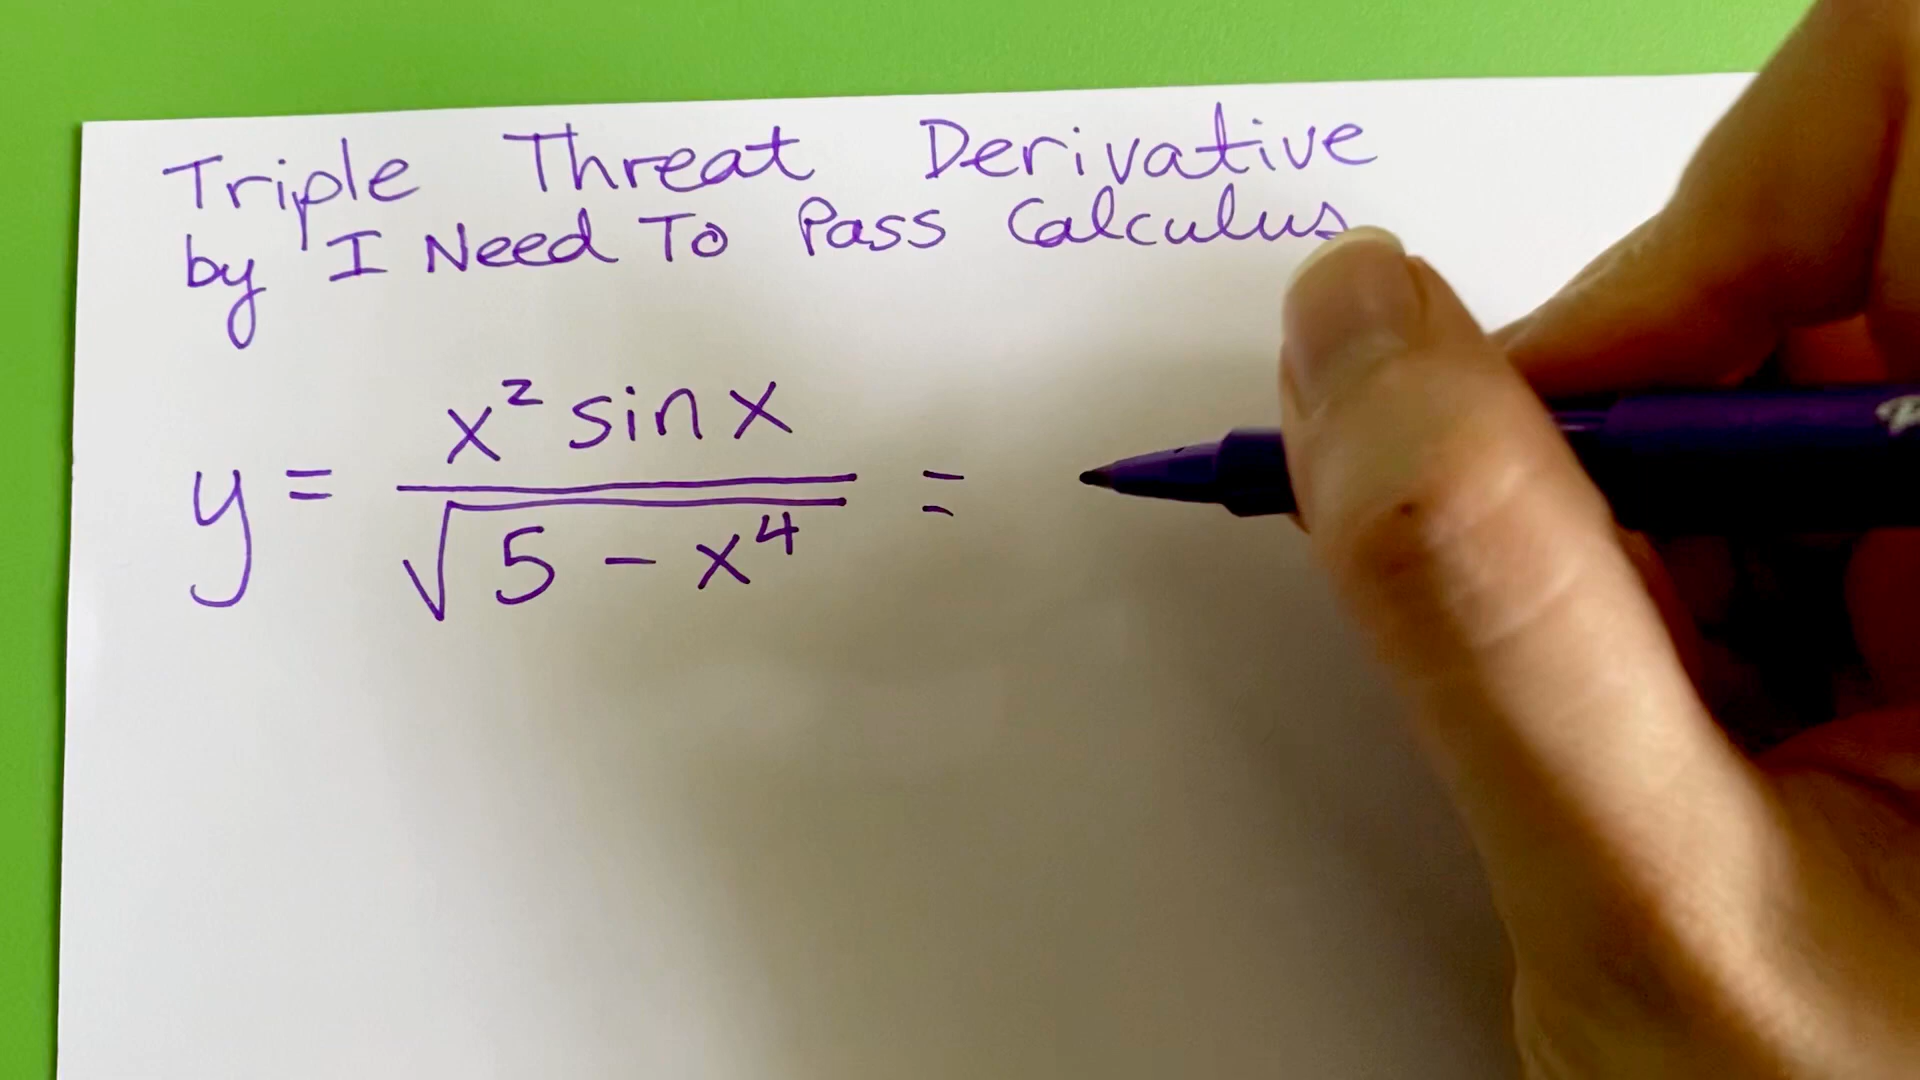 Triple Threat Derivative
by I Need To Pass Calculus
y = x² sin x / √(5 - x⁴) =